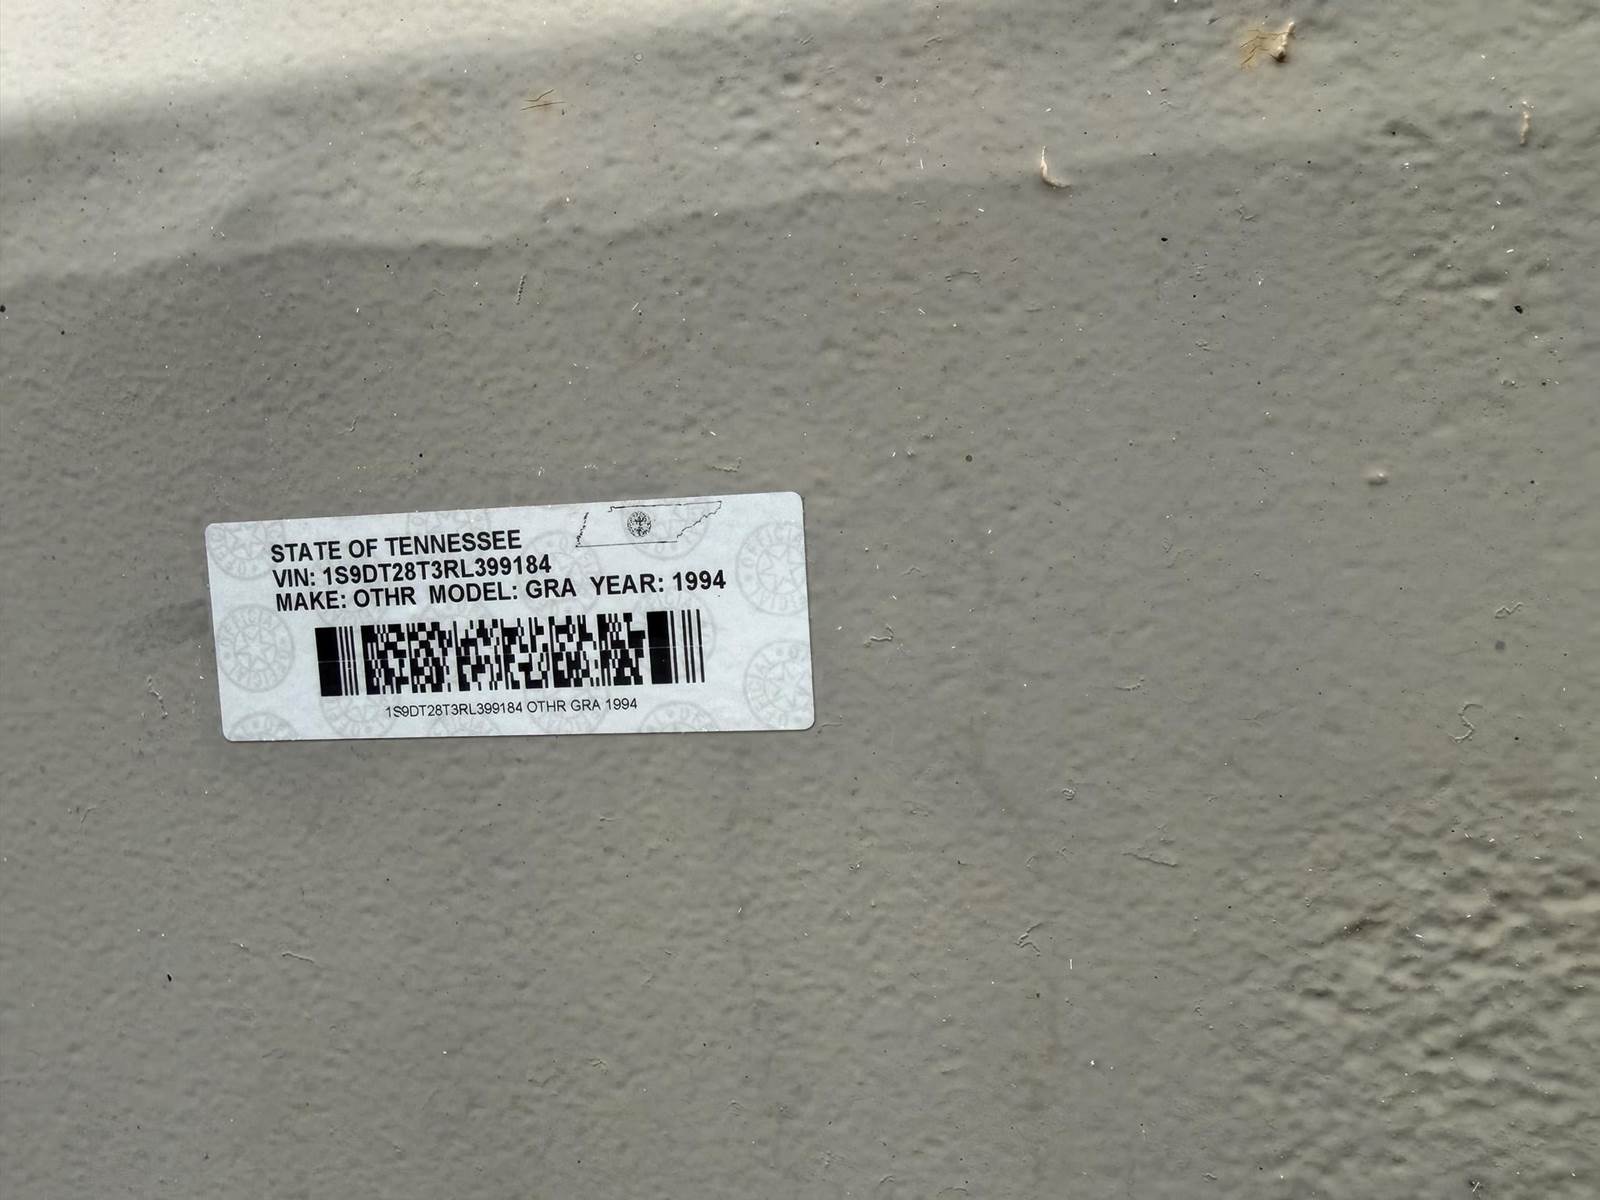 STATE OF TENNESSEE
VIN: 1S9DT28T3RL399184
MAKE: OTHR MODEL: GRA YEAR: 1994
1S9DT28T3RL399184 OTHR GRA 1994